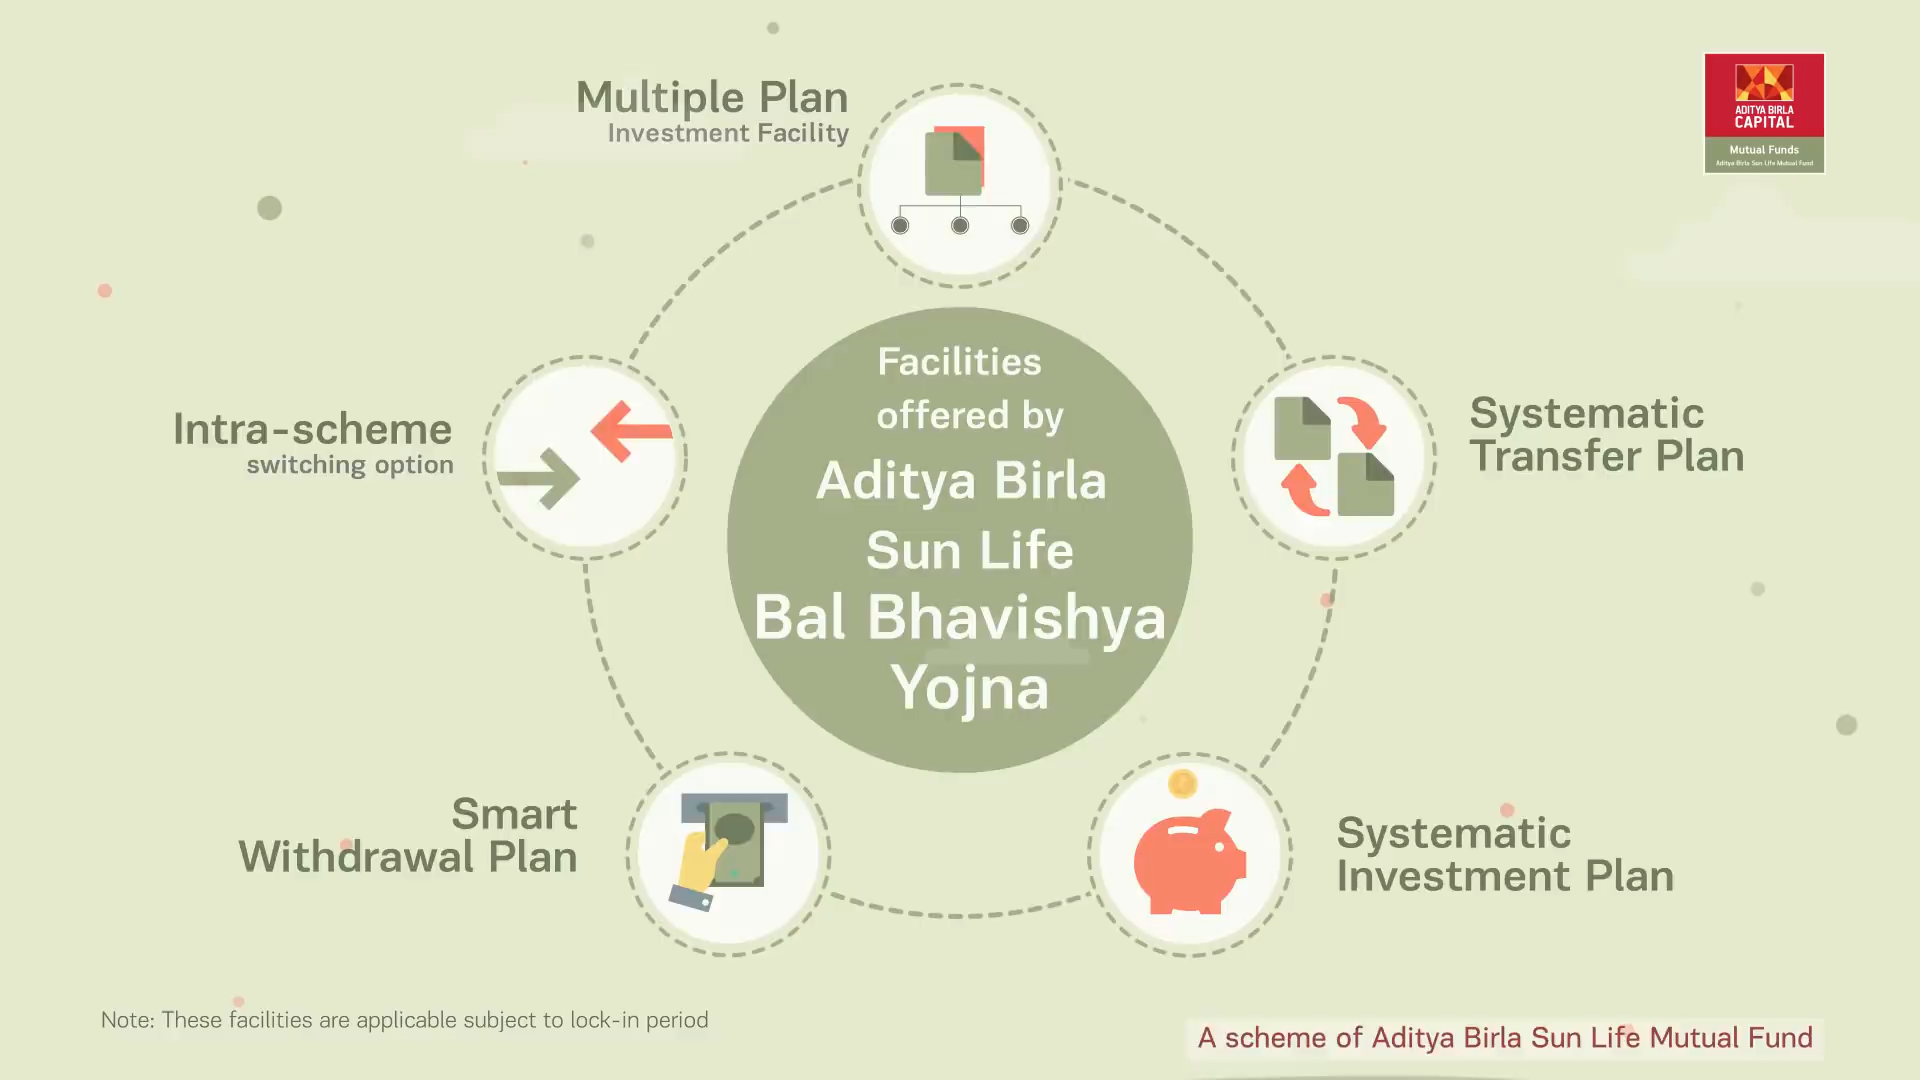 Multiple Plan
Investment Facility
ADITYA BIRLA
CAPITAL
Mutual Funds
Aditya Birla Sun Life Mutual Fund
Facilities
offered by
Aditya Birla
Sun Life
Bal Bhavishya
Yojna
Intra-scheme
switching option
Systematic
Transfer Plan
Smart
Withdrawal Plan
Systematic
Investment Plan
Note: These facilities are applicable subject to lock-in period
A scheme of Aditya Birla Sun Life Mutual Fund